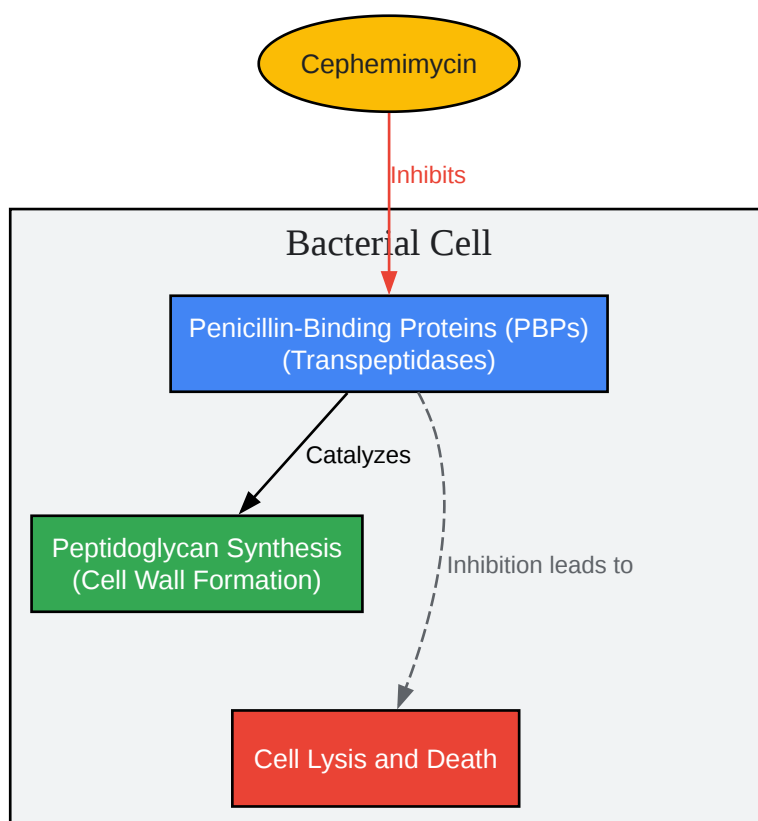 Cephemimycin
Inhibits
Bacterial Cell
Penicillin-Binding Proteins (PBPs)
(Transpeptidases)
Catalyzes
Peptidoglycan Synthesis
(Cell Wall Formation)
Inhibition leads to
Cell Lysis and Death